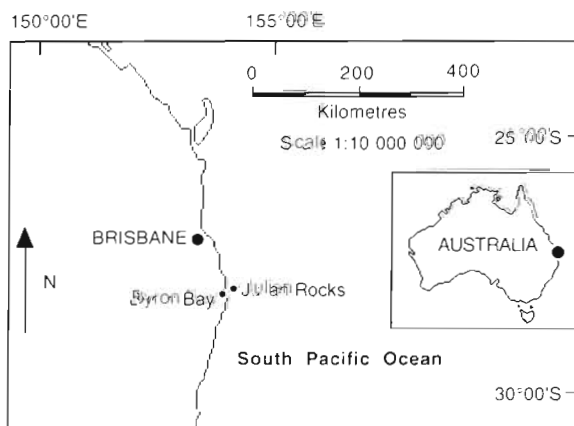 150°00'E 155°00'E
0 200 400
Kilometres
Scale 1:10 000 000
25°00'S
BRISBANE
AUSTRALIA
N
Byron Bay
Julian Rocks
South Pacific Ocean
30°00'S